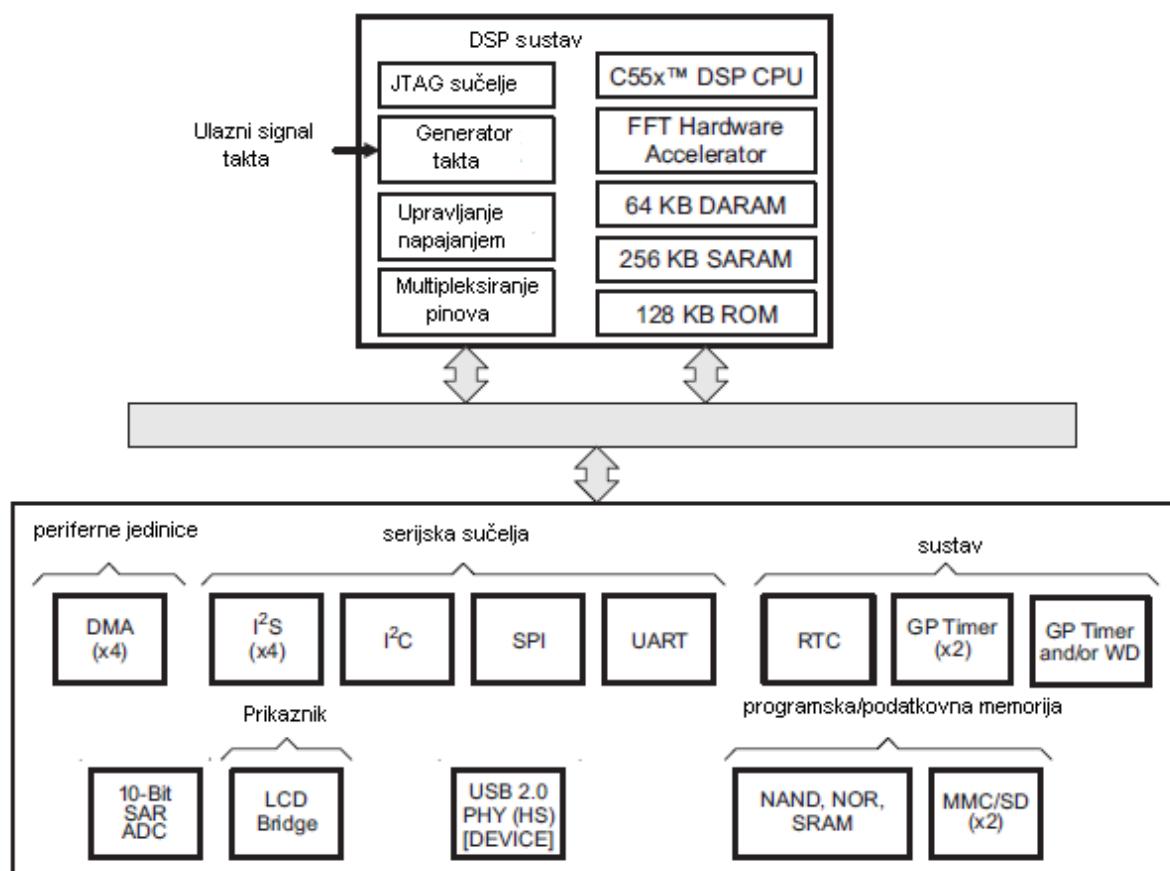 DSP sustav
JTAG sučelje
Ulazni signal
takta
Generator
takta
Upravljanje
napajanjem
Multipleksiranje
pinova
C55x™ DSP CPU
FFT Hardware
Accelerator
64 KB DARAM
256 KB SARAM
128 KB ROM
periferne jedinice
serijska sučelja
sustav
DMA
(x4)
I²S
(x4)
I²C
SPI
UART
RTC
GP Timer
(x2)
GP Timer
and/or WD
Prikaznik
programska/podatkovna memorija
10-Bit
SAR
ADC
LCD
Bridge
USB 2.0
PHY (HS)
[DEVICE]
NAND, NOR,
SRAM
MMC/SD
(x2)